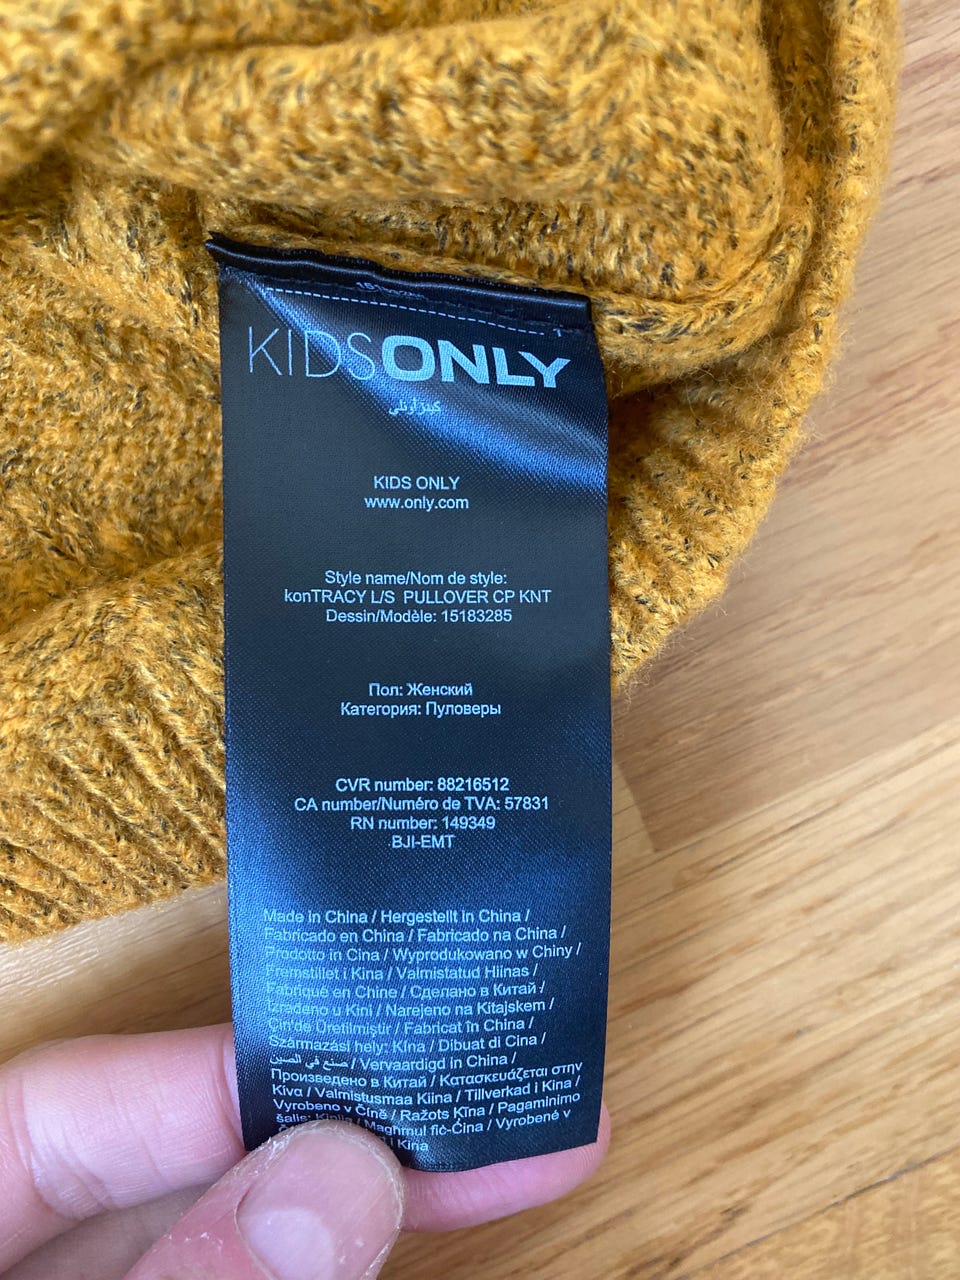 KIDSONLY
كيدز أونلي
KIDS ONLY
www.only.com
Style name/Nom de style:
konTRACY L/S PULLOVER CP KNT
Dessin/Modèle: 15183285
Пол: Женский
Категория: Пуловеры
CVR number: 88216512
CA number/Numéro de TVA: 57831
RN number: 149349
BJI-EMT
Made in China / Hergestellt in China /
Fabricado en China / Fabricado na China /
Prodotto in Cina / Wyprodukowano w Chiny /
Fremstillet i Kina / Valmistatud Hiinas /
Fabriqué en Chine / Сделано в Китай /
Izrađeno u Kini / Narejeno na Kitajskem /
Çin'de Üretilmiştir / Fabricat în China /
Származási hely: Kína / Dibuat di Cina /
صنع في الصين / Vervaardigd in China /
Произведено в Китай / Κατασκευάζεται στην
Κίνα / Valmistusmaa Kiina / Tillverkad i Kina /
Vyrobeno v Číně / Ražots Ķīna / Pagaminimo
šalis: Kinija / Magħmul fiċ-Ċina / Vyrobené v
i Kina